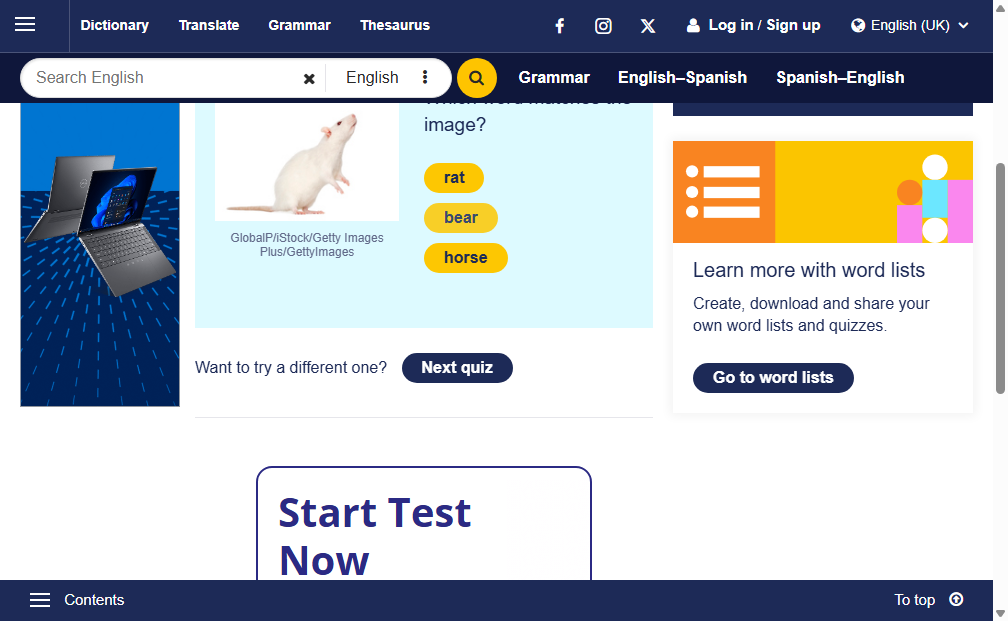 Dictionary
Translate
Grammar
Thesaurus
Log in / Sign up
English (UK)
Search English
English
Grammar
English–Spanish
Spanish–English
image?
rat
bear
horse
GlobalP/iStock/Getty Images
Plus/GettyImages
Want to try a different one?
Next quiz
Learn more with word lists
Create, download and share your
own word lists and quizzes.
Go to word lists
Start Test
Now
Contents
To top